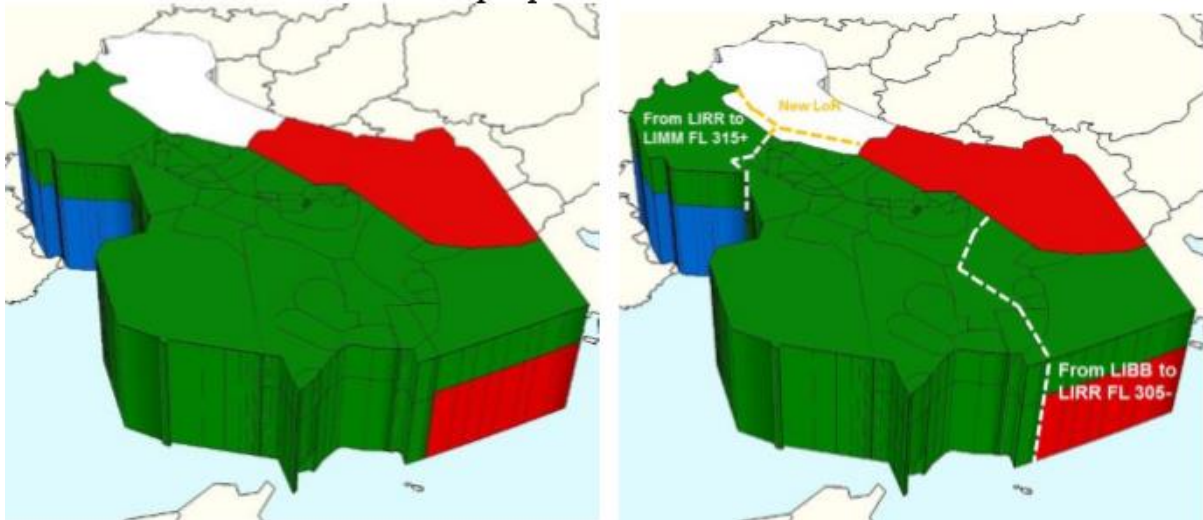 New LoR
From LIRR to
LIMM FL 315+
From LIBB to
LIRR FL 305-